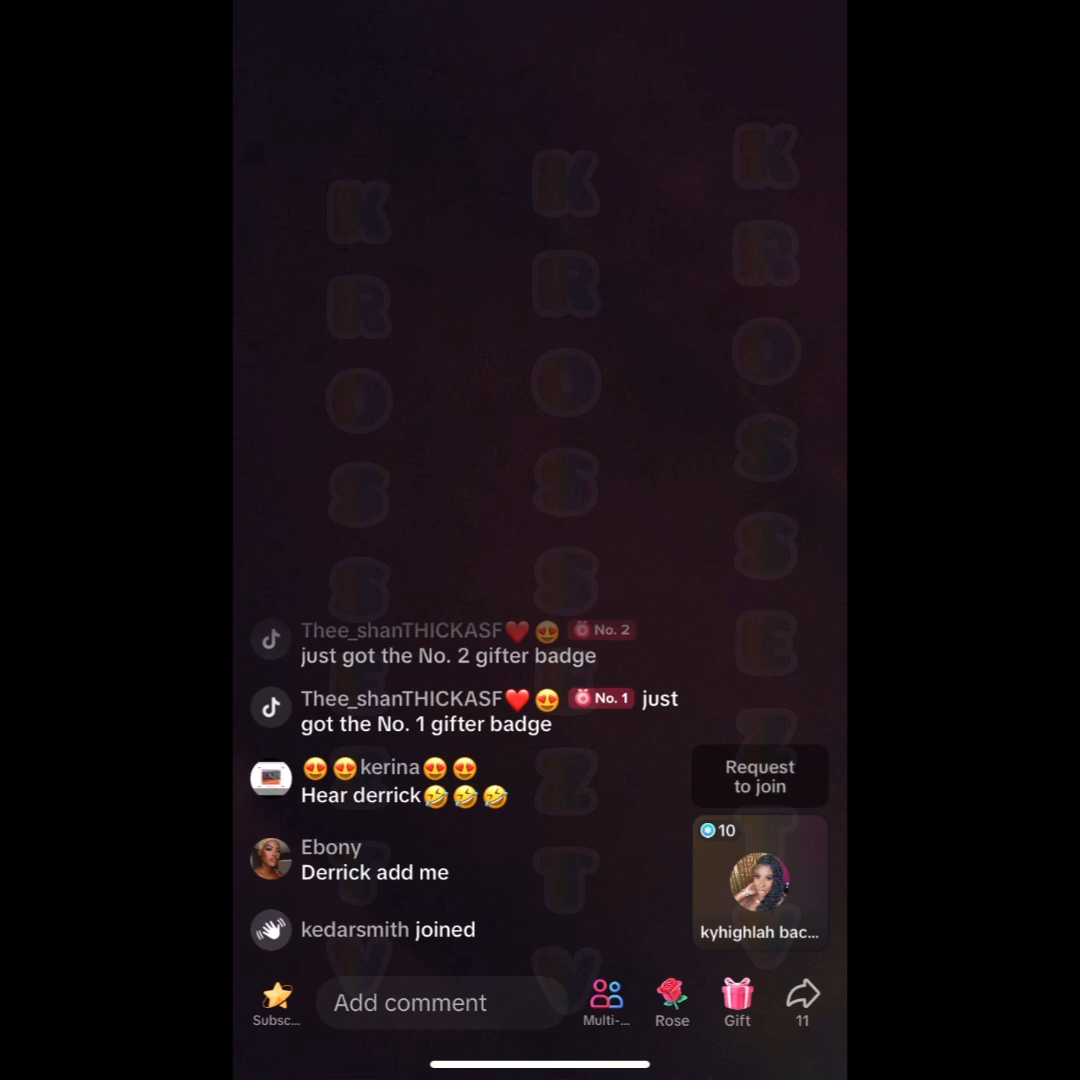 K K K
R R R
O O O
S S S
S S S
E E
Z Z
T T T
V V V
Thee_shanTHICKASF❤️😍 No. 2
just got the No. 2 gifter badge
Thee_shanTHICKASF❤️😍 No. 1 just
got the No. 1 gifter badge
😍😍kerina😍😍
Hear derrick🤣🤣🤣
Ebony
Derrick add me
kedarsmith joined
Request
to join
10
kyhighlah bac...
Add comment
Subsc...
Multi-...
Rose
Gift
11